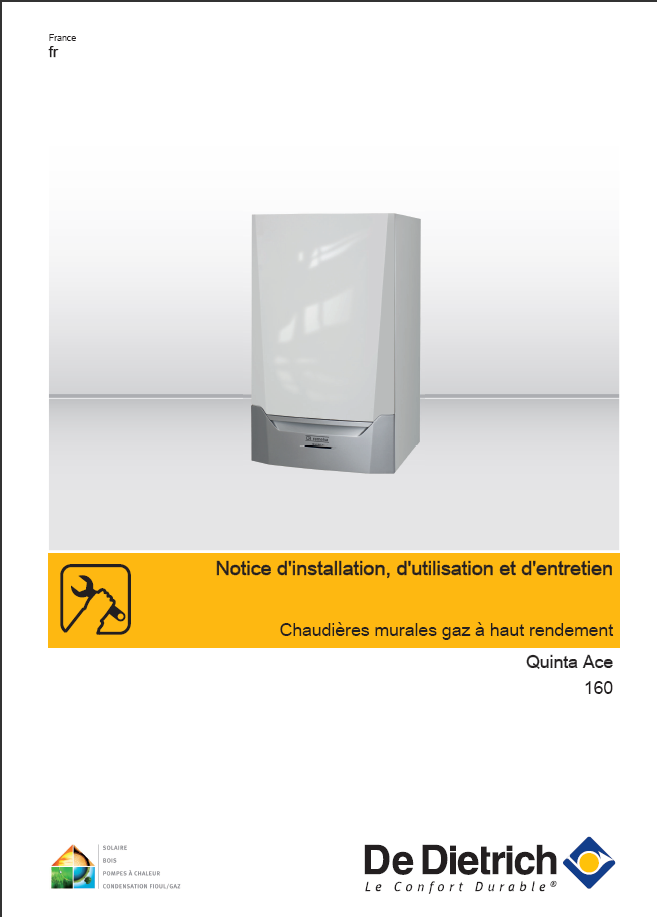 France
fr
Notice d'installation, d'utilisation et d'entretien
Chaudières murales gaz à haut rendement
Quinta Ace
160
SOLAIRE
BOIS
POMPES À CHALEUR
CONDENSATION FIOUL/GAZ
De Dietrich
Le Confort Durable®